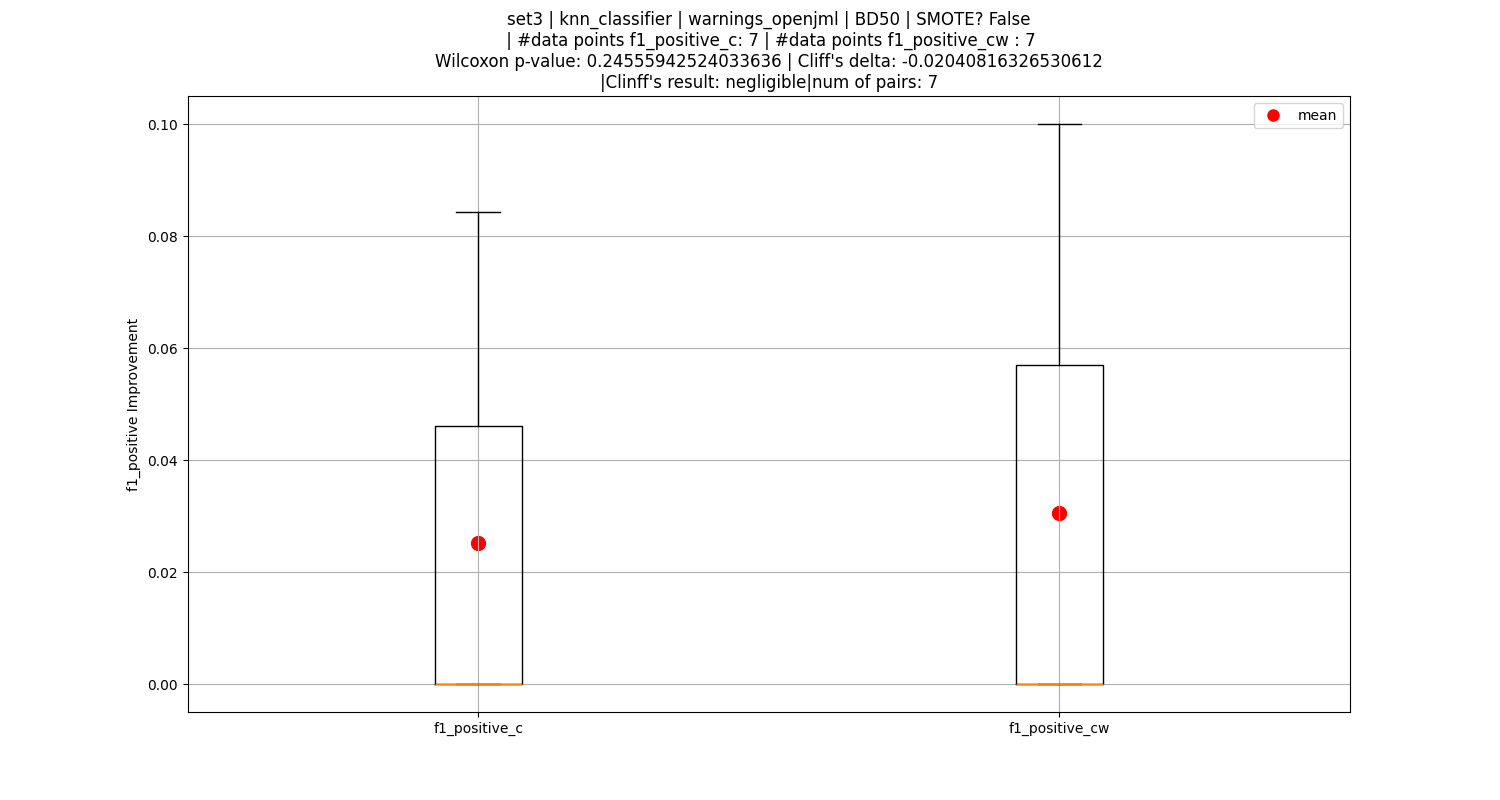 set3 | knn_classifier | warnings_openjml | BD50 | SMOTE? False
| #data points f1_positive_c: 7 | #data points f1_positive_cw : 7
Wilcoxon p-value: 0.24555942524033636 | Cliff's delta: -0.02040816326530612
|Clinff's result: negligible|num of pairs: 7
mean
0.10
0.08
0.06
0.04
0.02
0.00
f1_positive Improvement
f1_positive_c
f1_positive_cw